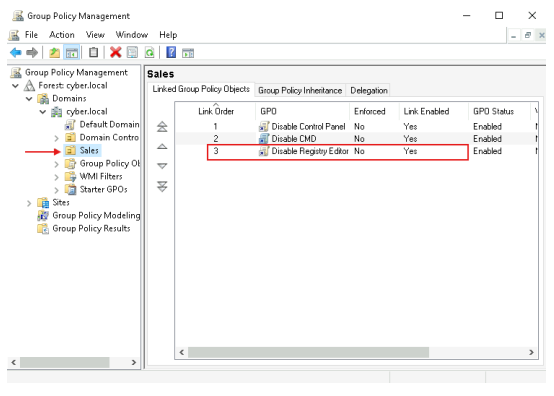 Group Policy Management
File Action View Window Help
Group Policy Management
Forest: cyber.local
Domains
cyber.local
Default Domain
Domain Contro
Sales
Group Policy Ob
WMI Filters
Starter GPOs
Sites
Group Policy Modeling
Group Policy Results
Sales
Linked Group Policy Objects Group Policy Inheritance Delegation
Link Order GPO Enforced Link Enabled GPO Status
1 Disable Control Panel No Yes Enabled
2 Disable CMD No Yes Enabled
3 Disable Registry Editor No Yes Enabled